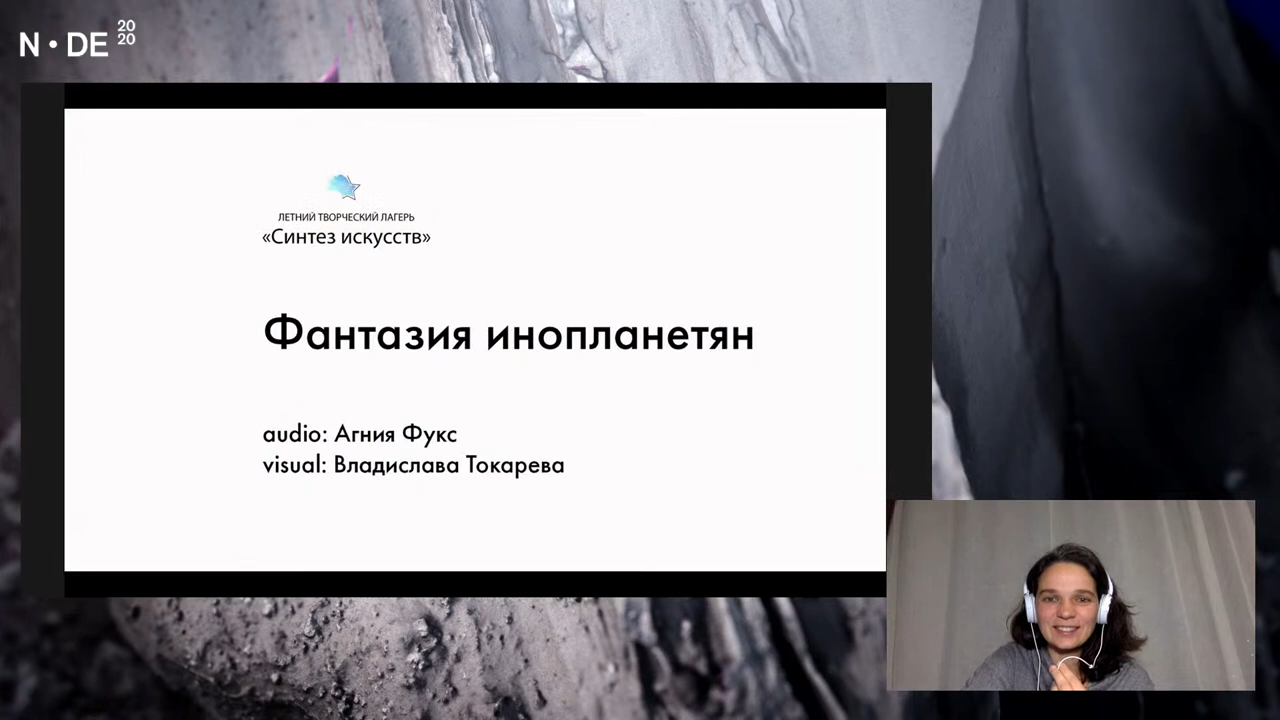 N • DE 20
20
ЛЕТНИЙ ТВОРЧЕСКИЙ ЛАГЕРЬ
«Синтез искусств»
Фантазия инопланетян
audio: Агния Фукс
visual: Владислава Токарева